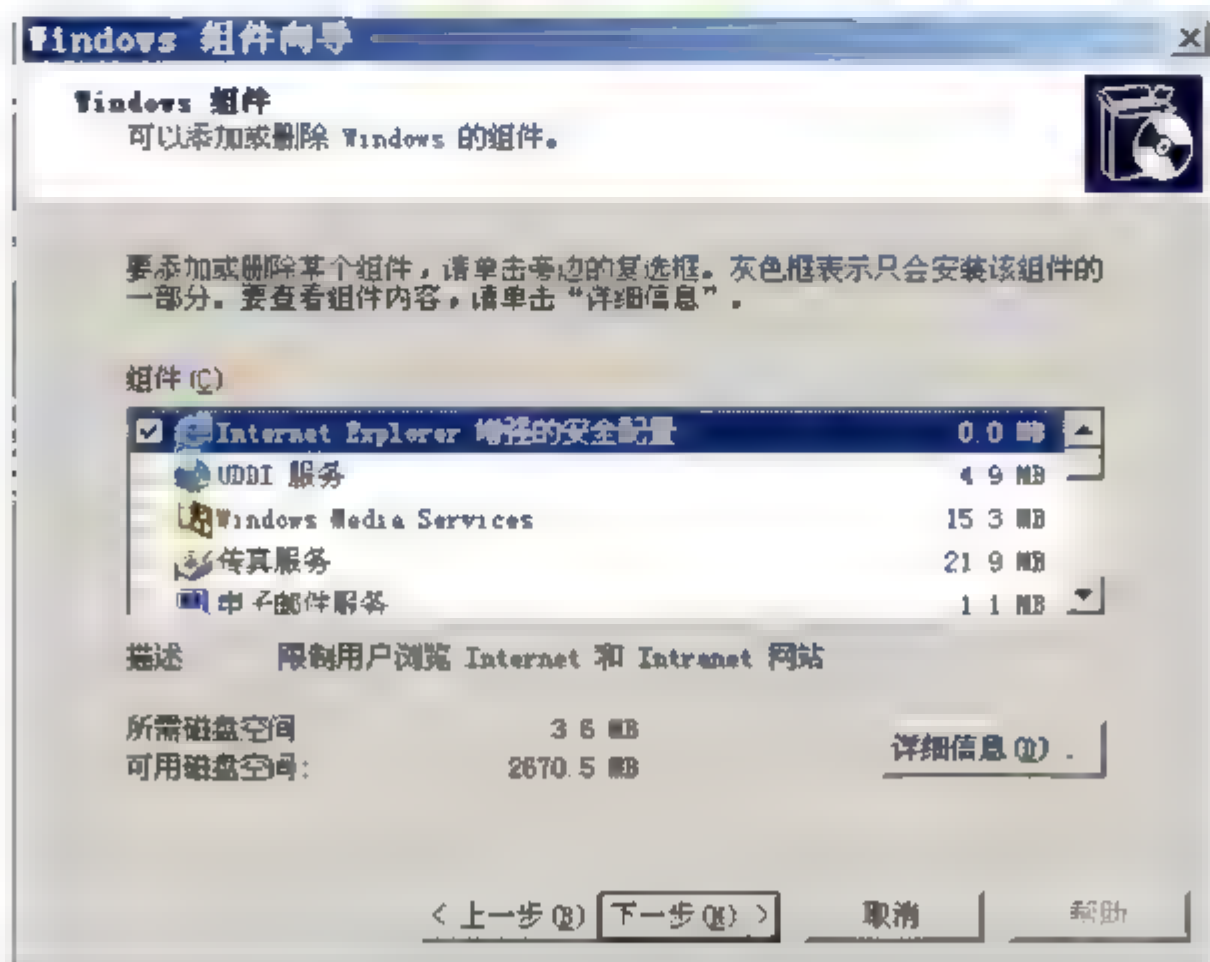 Windows 组件向导
Windows 组件
可以添加或删除 Windows 的组件。
要添加或删除某个组件，请单击旁边的复选框。灰色框表示只会安装该组件的
一部分。要查看组件内容，请单击“详细信息”.
组件(C)
Internet Explorer 增强的安全配置 0.0 MB
UDDI 服务 4 9 MB
Windows Media Services 15 3 MB
传真服务 21 9 MB
电子邮件服务 1 1 MB
描述 限制用户浏览 Internet 和 Intranet 网站
所需磁盘空间 3 6 MB
可用磁盘空间: 2670.5 MB
详细信息(D) .
< 上一步(B) 下一步(N) > 取消 帮助